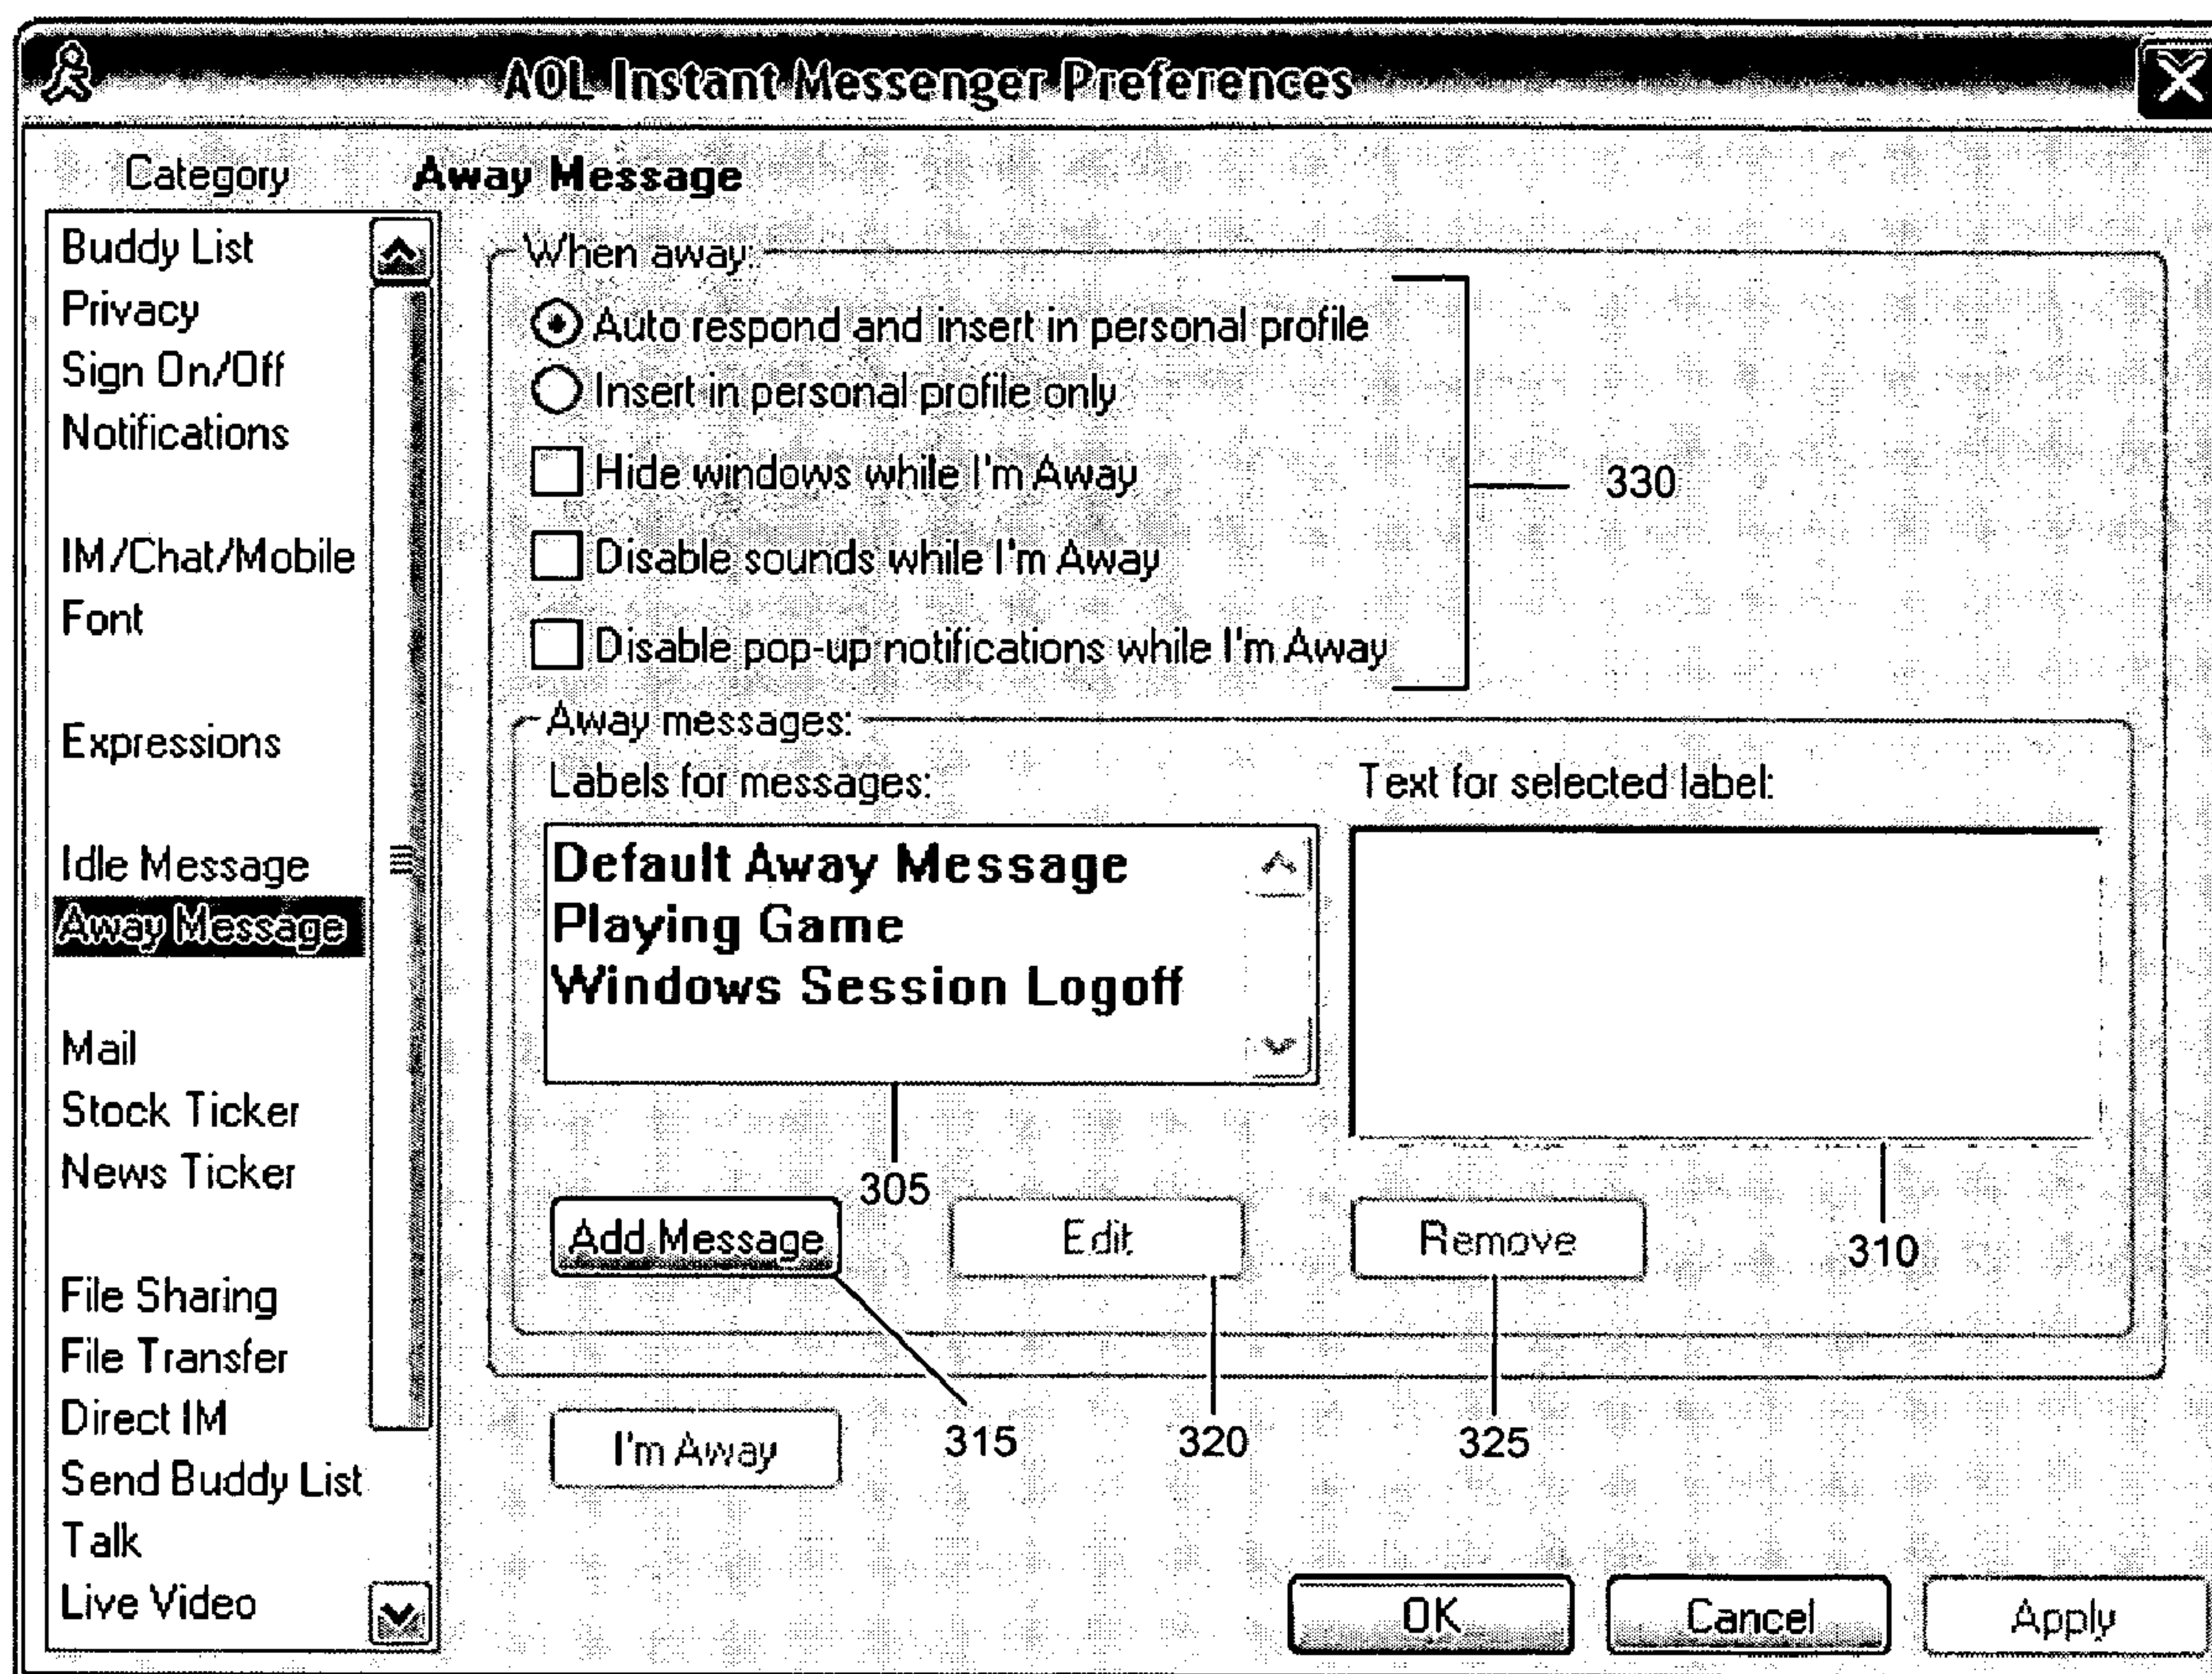 AOL Instant Messenger Preferences
Category
Buddy List
Privacy
Sign On/Off
Notifications
IM/Chat/Mobile
Font
Expressions
Idle Message
Away Message
Mail
Stock Ticker
News Ticker
File Sharing
File Transfer
Direct IM
Send Buddy List
Talk
Live Video
Away Message
When away:
Auto respond and insert in personal profile
Insert in personal profile only
Hide windows while I'm Away
Disable sounds while I'm Away
Disable pop-up notifications while I'm Away
330
Away messages:
Labels for messages:
Default Away Message
Playing Game
Windows Session Logoff
305
Text for selected label:
310
Add Message
Edit
Remove
315
320
325
I'm Away
OK
Cancel
Apply